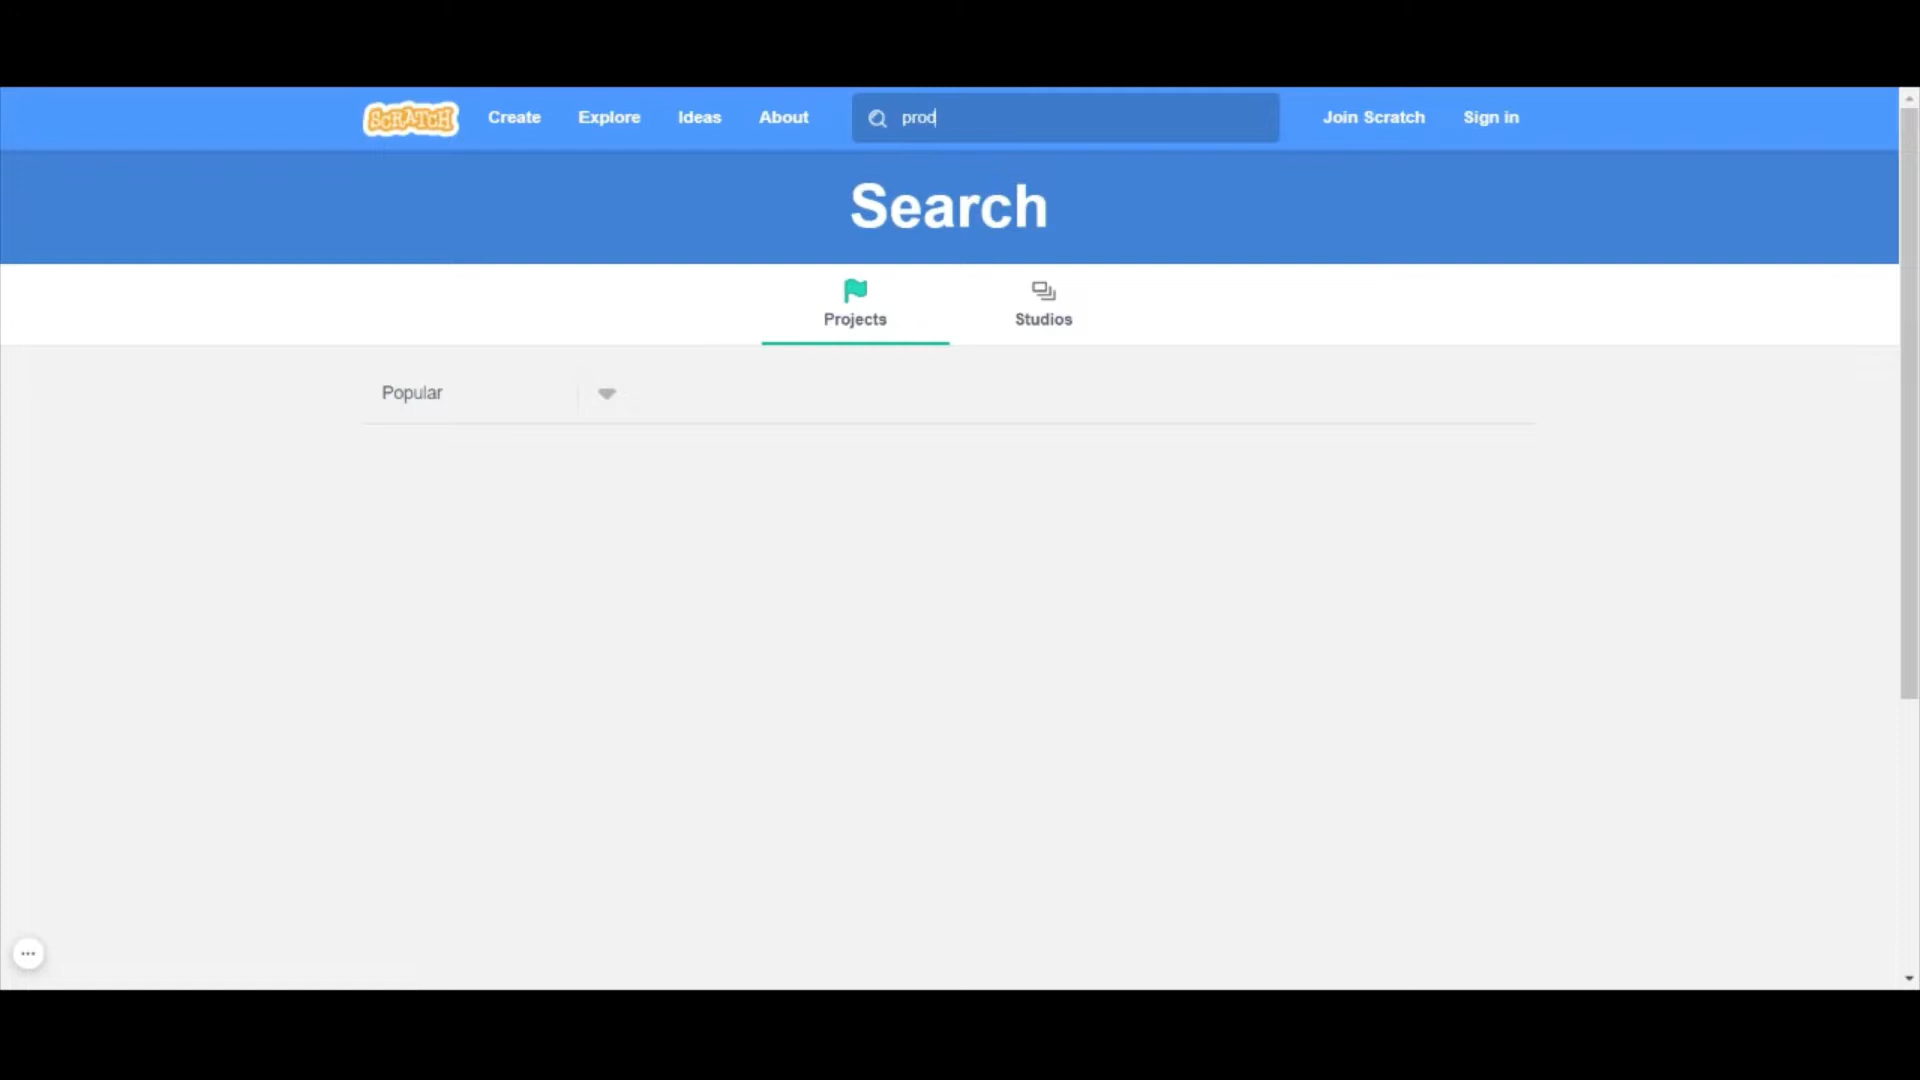 SCRATCH Create Explore Ideas About prod Join Scratch Sign in
Search
Projects Studios
Popular